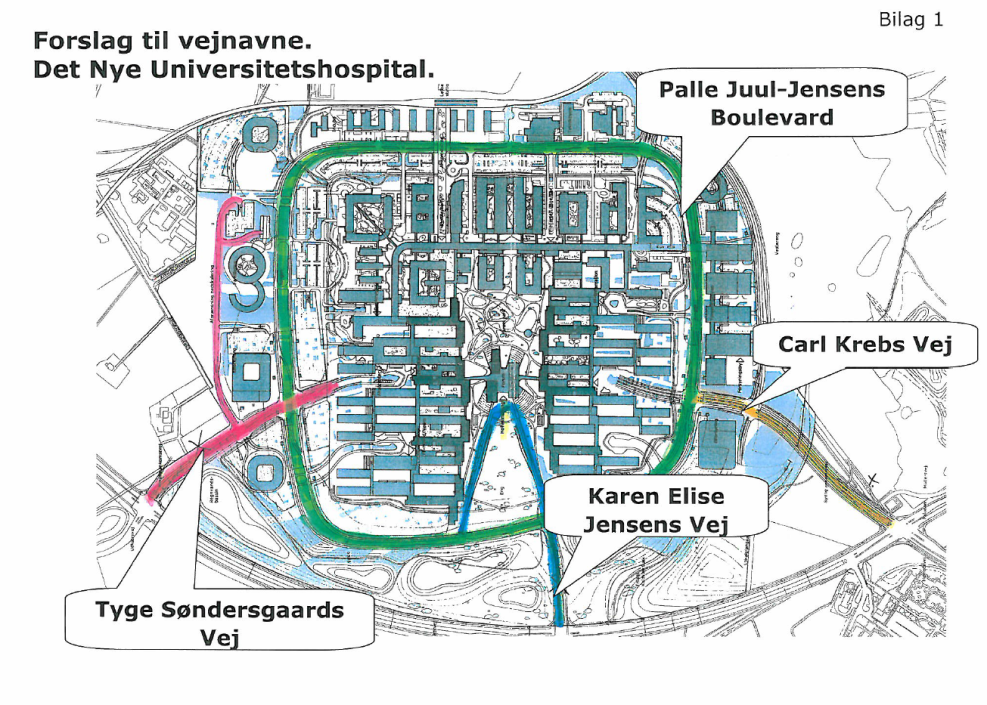 Bilag 1
Forslag til vejnavne.
Det Nye Universitetshospital.
Palle Juul-Jensens
Boulevard
Carl Krebs Vej
Karen Elise
Jensens Vej
Tyge Søndersgaards
Vej